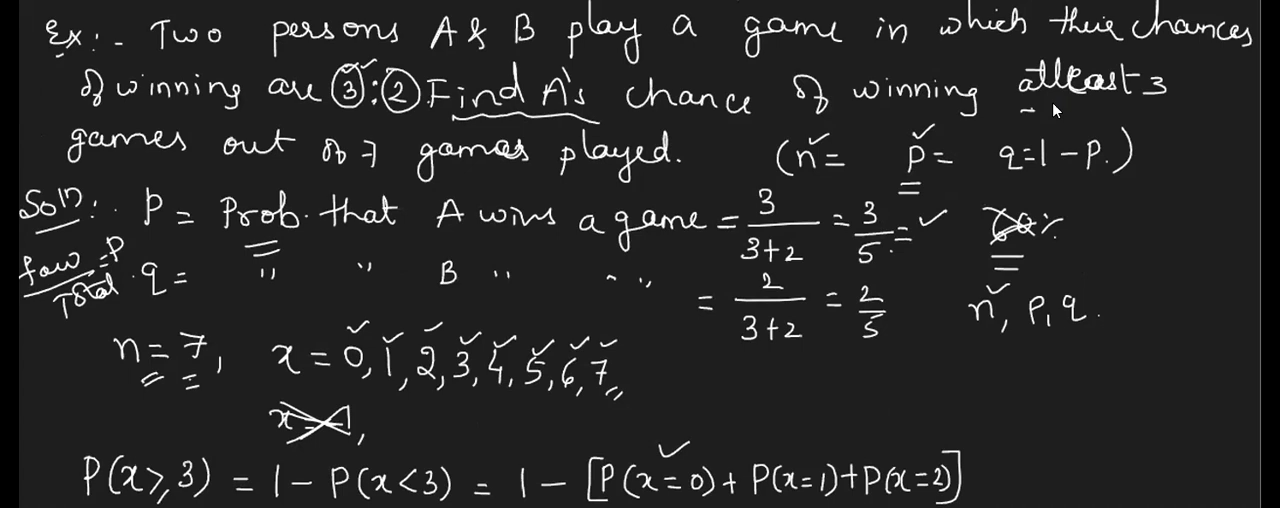 Ex:- Two persons A & B play a game in which their chances
of winning are 3:2. Find A's chance of winning atleast 3
games out of 7 games played. (n= p= q=1-p.)
Soln: P = Prob. that A wins a game = 3/(3+2) = 3/5 =
fav/Total = P q = " " B " " " = 2/(3+2) = 2/5 n, p, q.
n = 7, x = 0, 1, 2, 3, 4, 5, 6, 7,
P(x≥3) = 1 - P(x<3) = 1 - [P(x=0) + P(x=1) + P(x=2)]